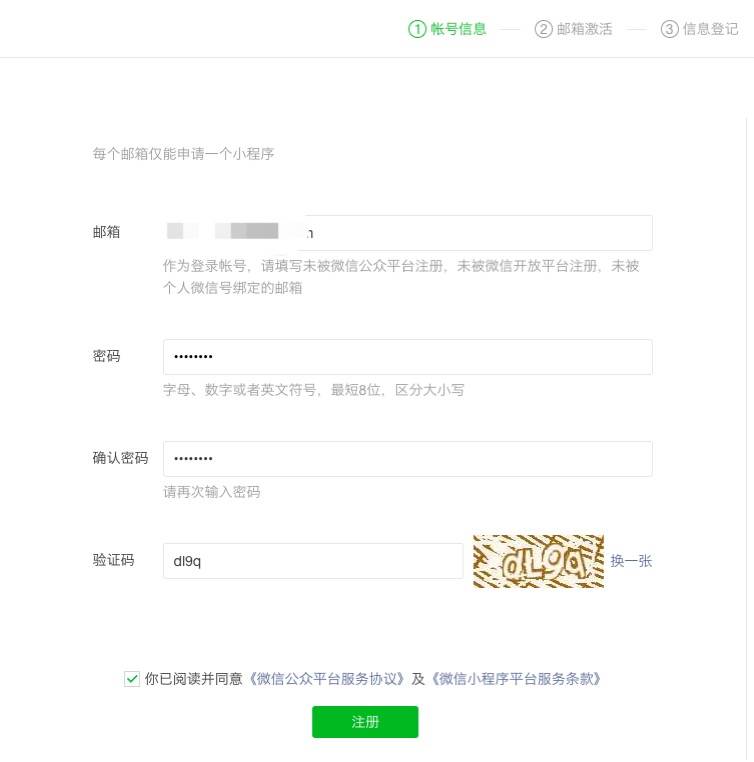 ① 帐号信息 — ② 邮箱激活 — ③ 信息登记
每个邮箱仅能申请一个小程序
邮箱
作为登录帐号，请填写未被微信公众平台注册，未被微信开放平台注册，未被
个人微信号绑定的邮箱
密码 ••••••••
字母、数字或者英文符号，最短8位，区分大小写
确认密码 ••••••••
请再次输入密码
验证码 dl9q dL9q 换一张
你已阅读并同意《微信公众平台服务协议》及《微信小程序平台服务条款》
注册